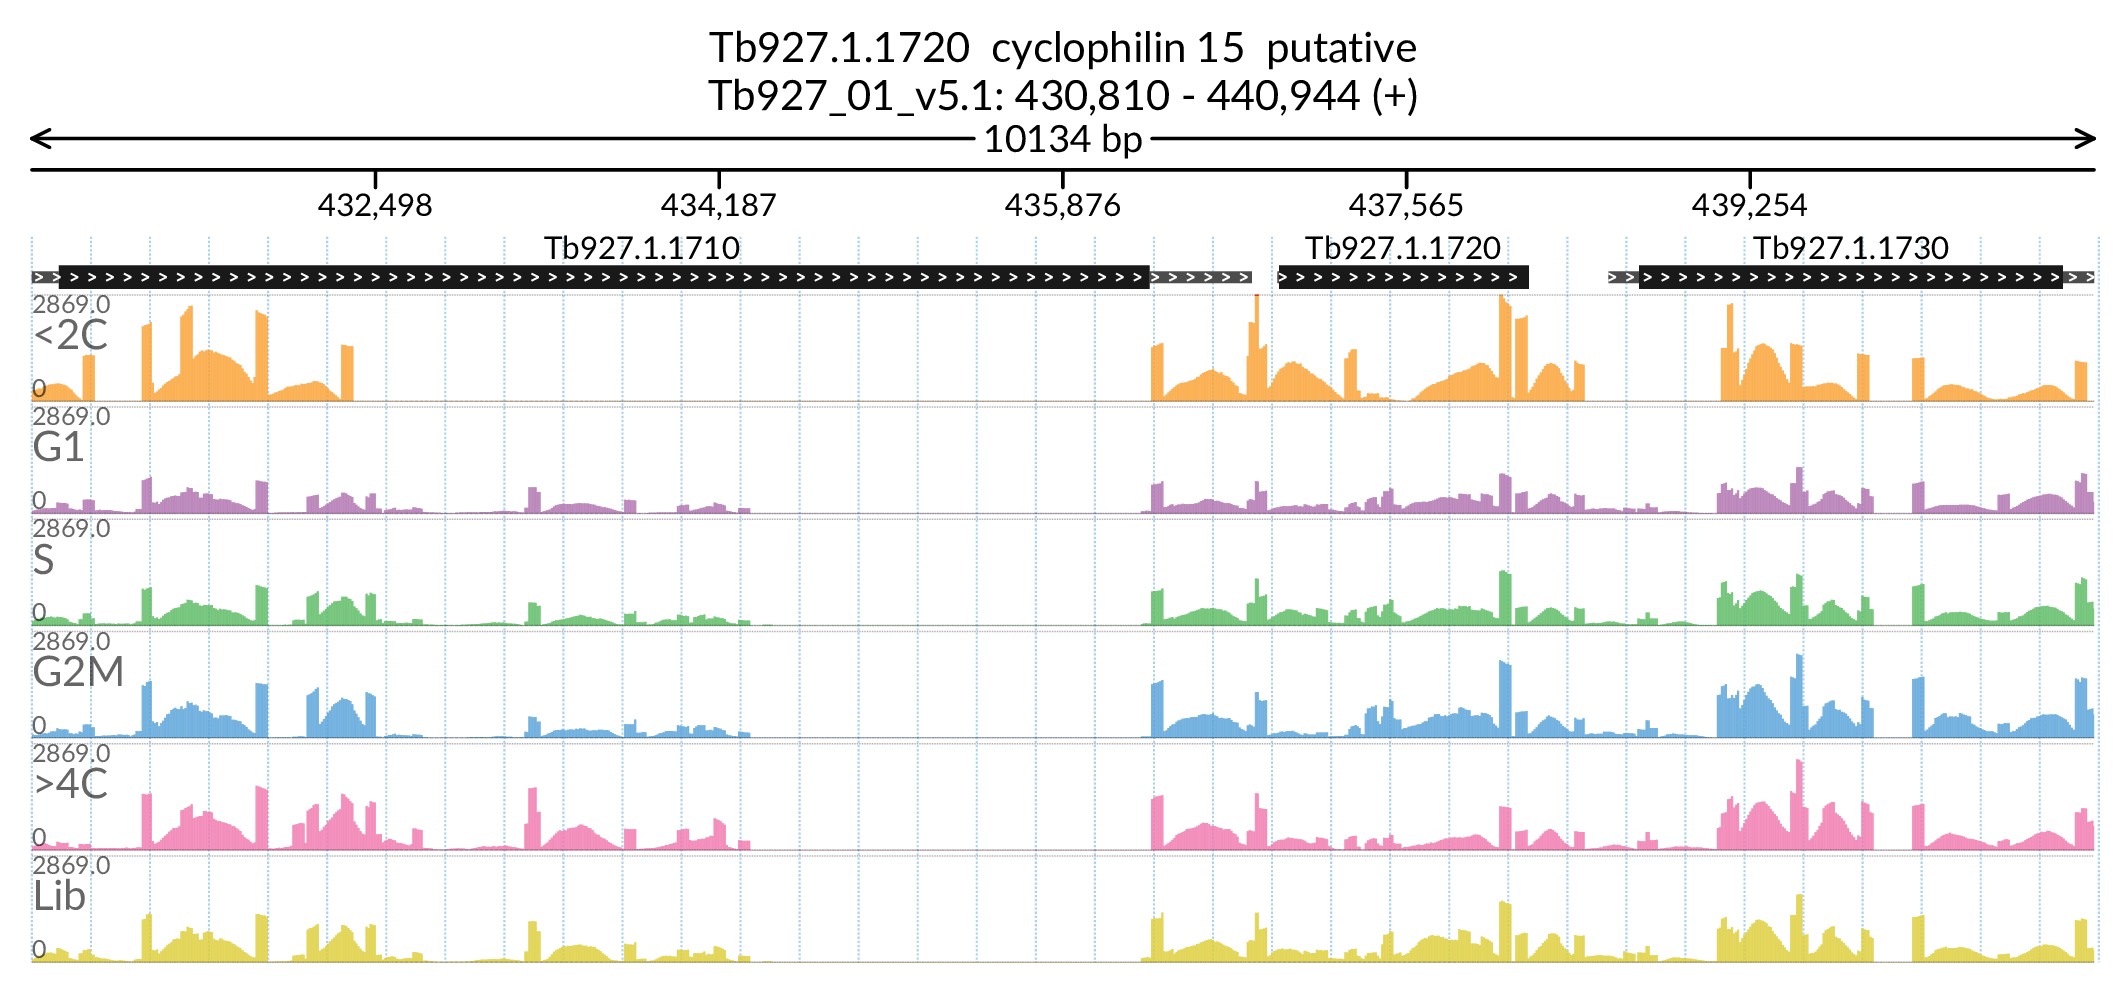 Tb927.1.1720 cyclophilin 15 putative
Tb927_01_v5.1: 430,810 - 440,944 (+)
10134 bp
432,498 434,187 435,876 437,565 439,254
Tb927.1.1710 Tb927.1.1720 Tb927.1.1730
2869.0
<2C
0
2869.0
G1
0
2869.0
S
0
2869.0
G2M
0
2869.0
>4C
0
2869.0
Lib
0